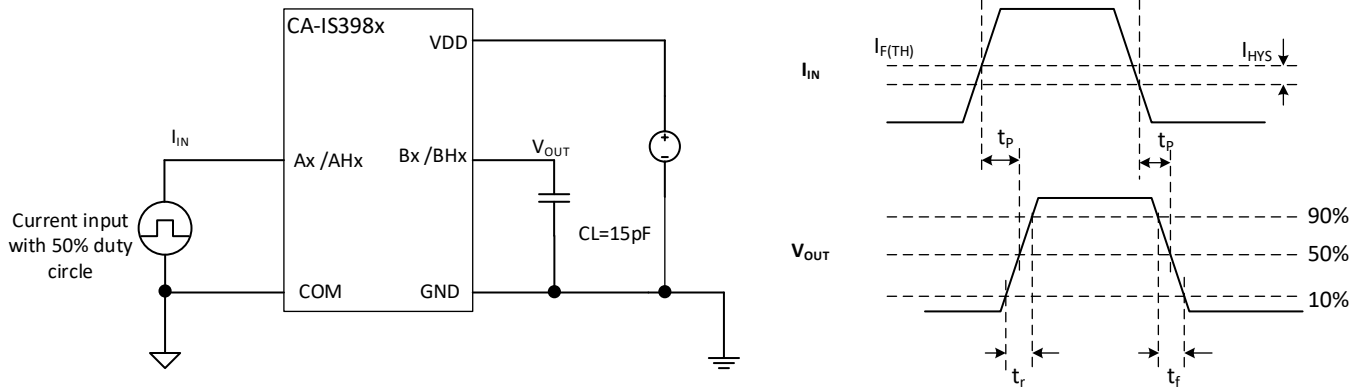 CA-IS398x
VDD
I_IN
Ax /AHx
Bx /BHx
V_OUT
Current input
with 50% duty
circle
CL=15pF
COM
GND
I_F(TH)
I_HYS
I_IN
t_P
t_P
90%
V_OUT
50%
10%
t_r
t_f